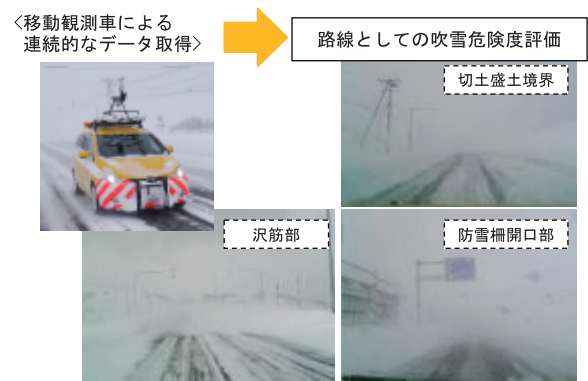 <移動観測車による
連続的なデータ取得>
路線としての吹雪危険度評価
切土盛土境界
沢筋部
防雪柵開口部